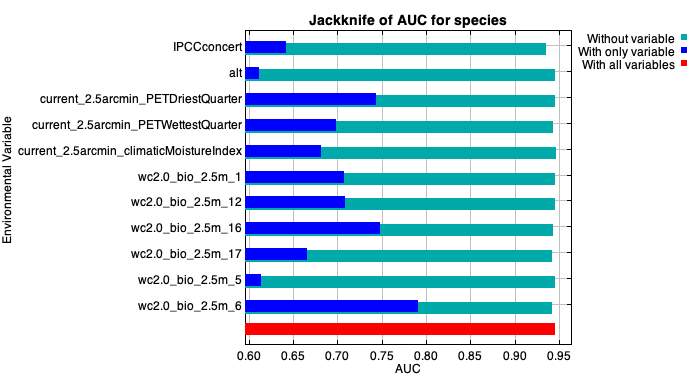 Jackknife of AUC for species
Without variable
With only variable
With all variables
Environmental Variable
IPCCconcert
alt
current_2.5arcmin_PETDriestQuarter
current_2.5arcmin_PETWettestQuarter
current_2.5arcmin_climaticMoistureIndex
wc2.0_bio_2.5m_1
wc2.0_bio_2.5m_12
wc2.0_bio_2.5m_16
wc2.0_bio_2.5m_17
wc2.0_bio_2.5m_5
wc2.0_bio_2.5m_6
0.60 0.65 0.70 0.75 0.80 0.85 0.90 0.95
AUC